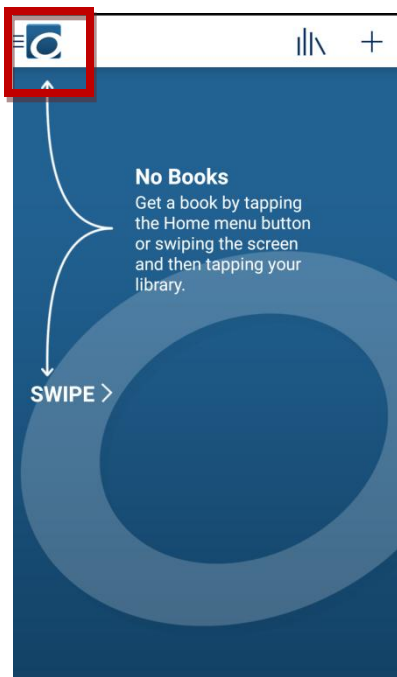 No Books
Get a book by tapping
the Home menu button
or swiping the screen
and then tapping your
library.
SWIPE